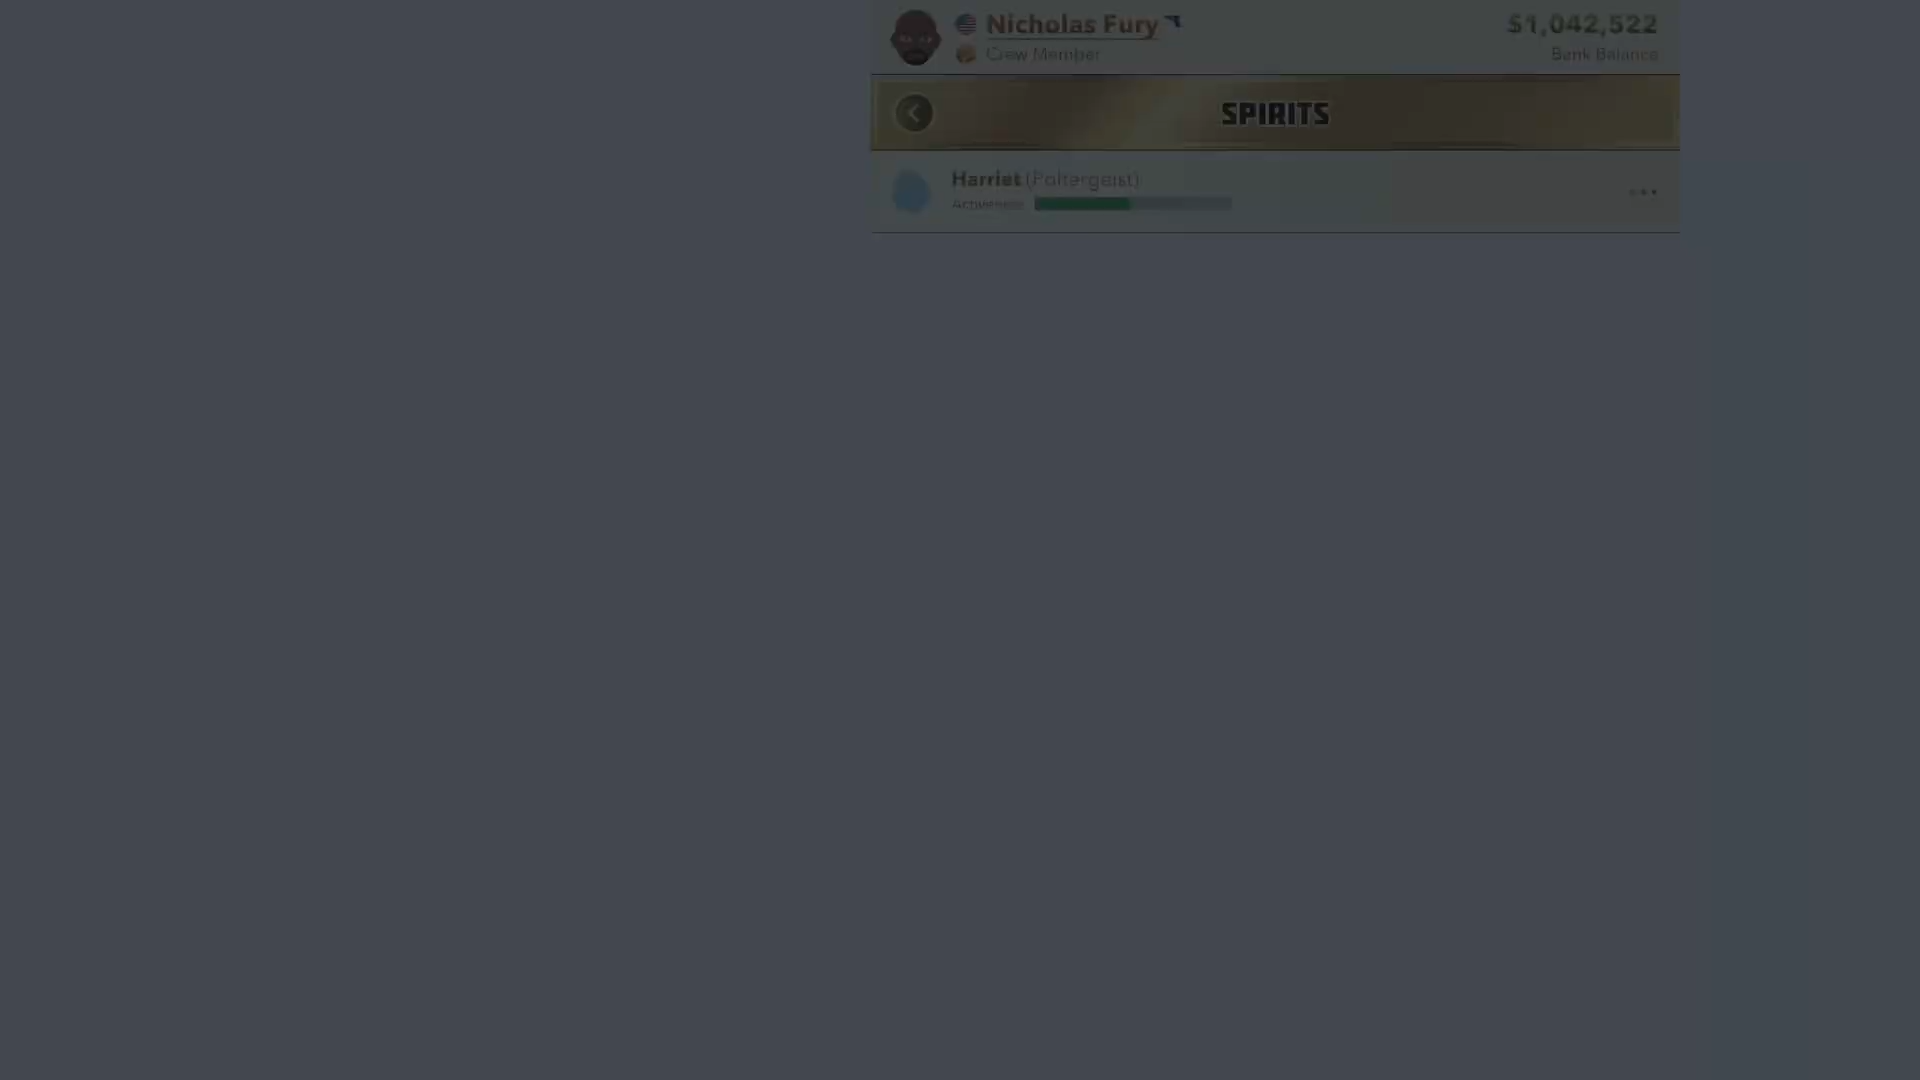 Nicholas Fury
$1,042,522
Crew Member
Bank Balance
SPIRITS
Harriet (Poltergeist)
Activeness